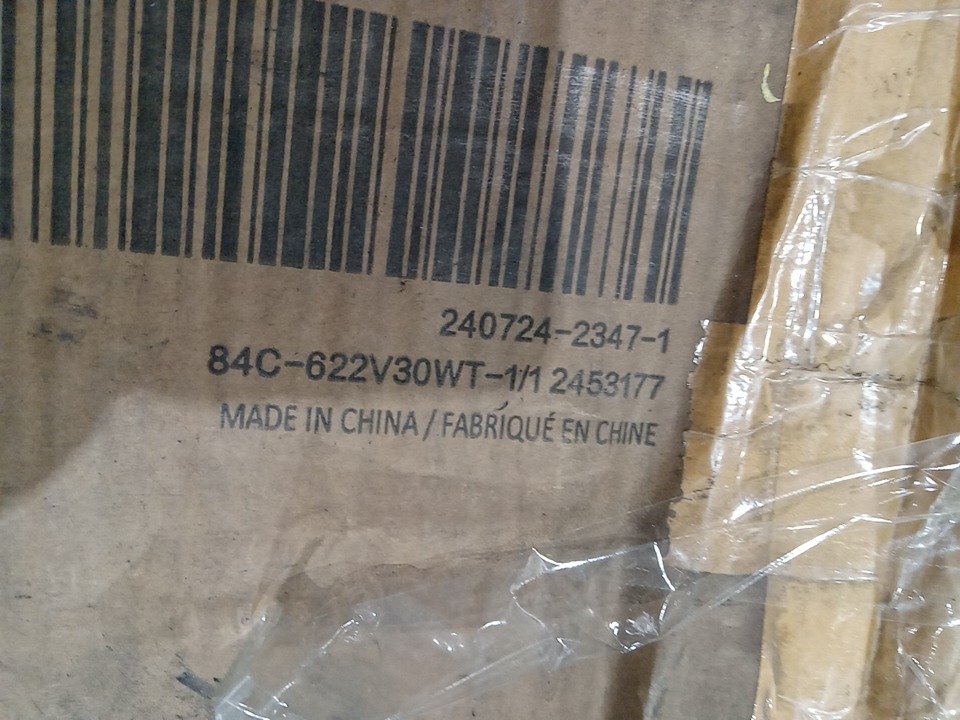 240724-2347-1
84C-622V30WT-1/1 2453177
MADE IN CHINA / FABRIQUÉ EN CHINE